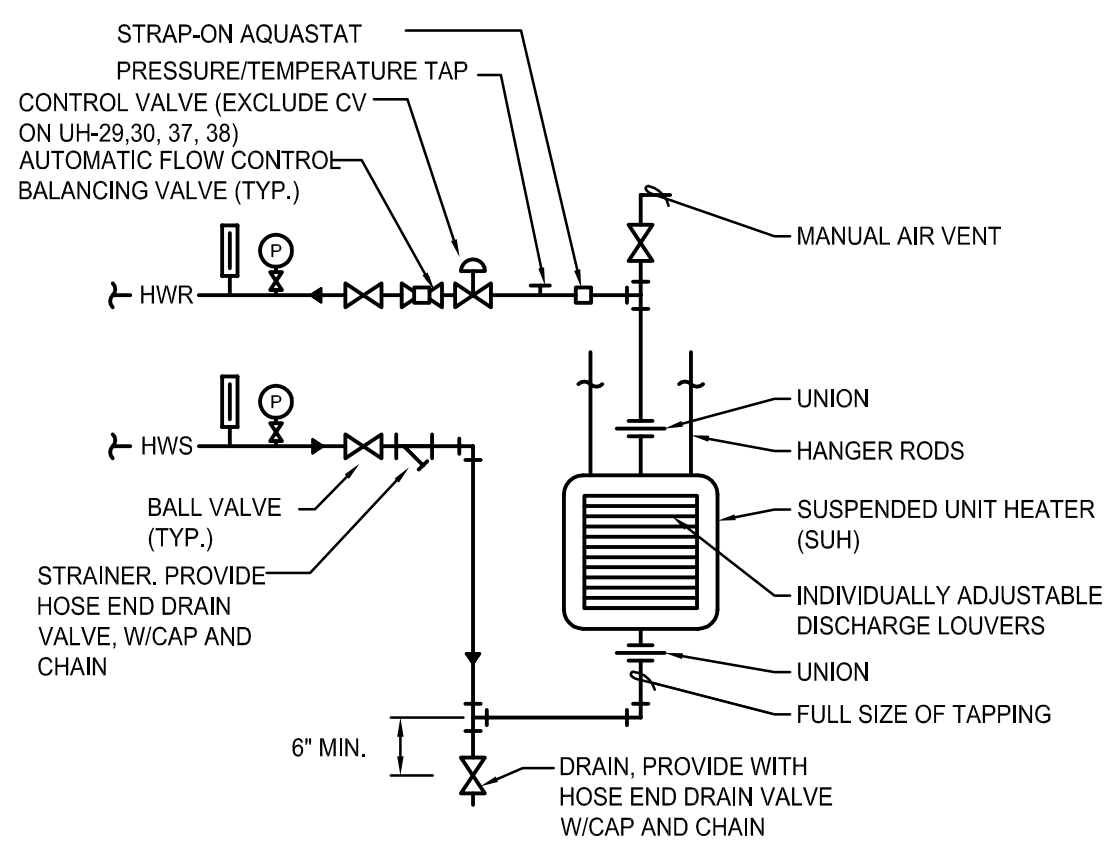 STRAP-ON AQUASTAT
PRESSURE/TEMPERATURE TAP
CONTROL VALVE (EXCLUDE CV
ON UH-29,30, 37, 38)
AUTOMATIC FLOW CONTROL
BALANCING VALVE (TYP.)
MANUAL AIR VENT
P
HWR
P
HWS
UNION
HANGER RODS
BALL VALVE
(TYP.)
SUSPENDED UNIT HEATER
(SUH)
STRAINER. PROVIDE
HOSE END DRAIN
VALVE, W/CAP AND
CHAIN
INDIVIDUALLY ADJUSTABLE
DISCHARGE LOUVERS
UNION
FULL SIZE OF TAPPING
6" MIN.
DRAIN, PROVIDE WITH
HOSE END DRAIN VALVE
W/CAP AND CHAIN